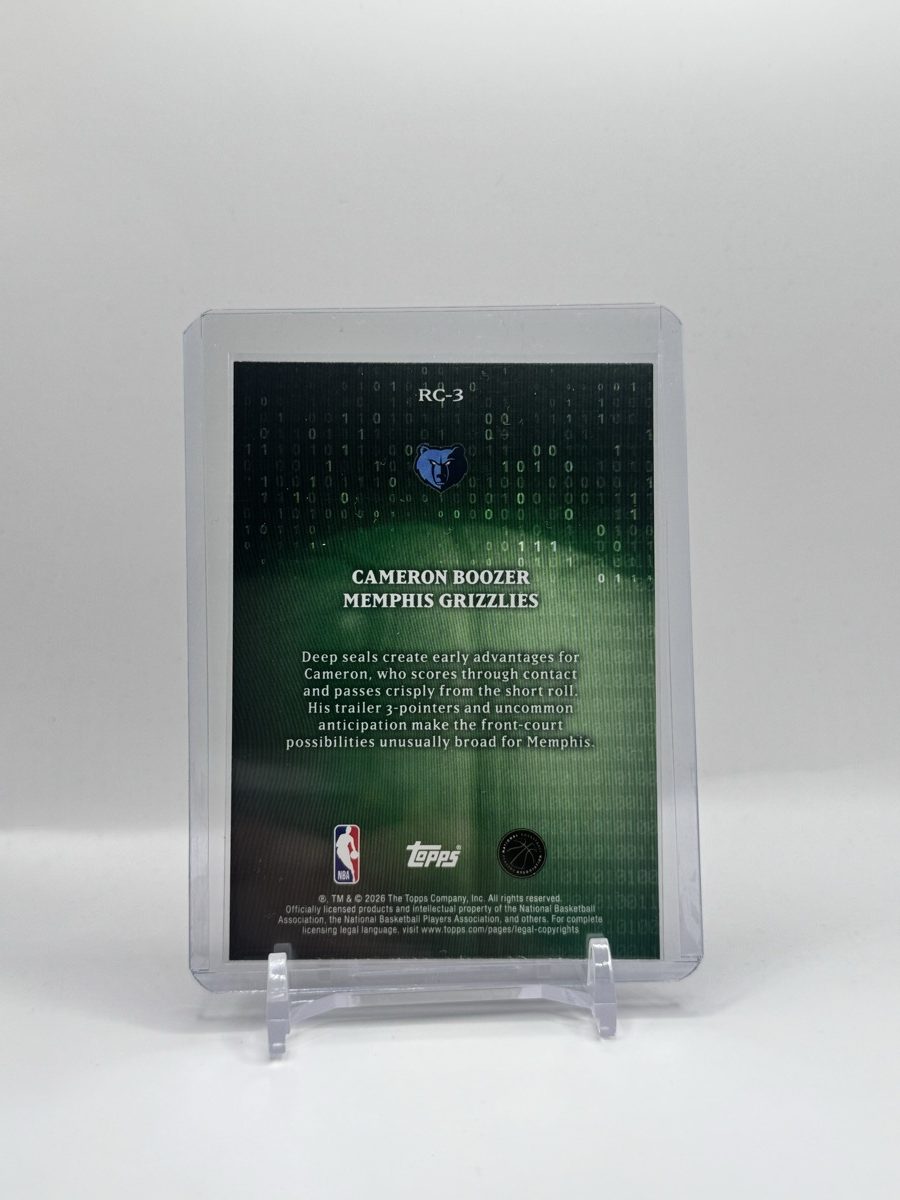 RC-3
CAMERON BOOZER
MEMPHIS GRIZZLIES
Deep seals create early advantages for
Cameron, who scores through contact
and passes crisply from the short roll.
His trailer 3-pointers and uncommon
anticipation make the front-court
possibilities unusually broad for Memphis.
NBA
Topps
®, TM & © 2026 The Topps Company, Inc. All rights reserved.
Officially licensed products and intellectual property of the National Basketball
Association, the National Basketball Players Association, and others. For complete
licensing legal language, visit www.topps.com/pages/legal-copyrights